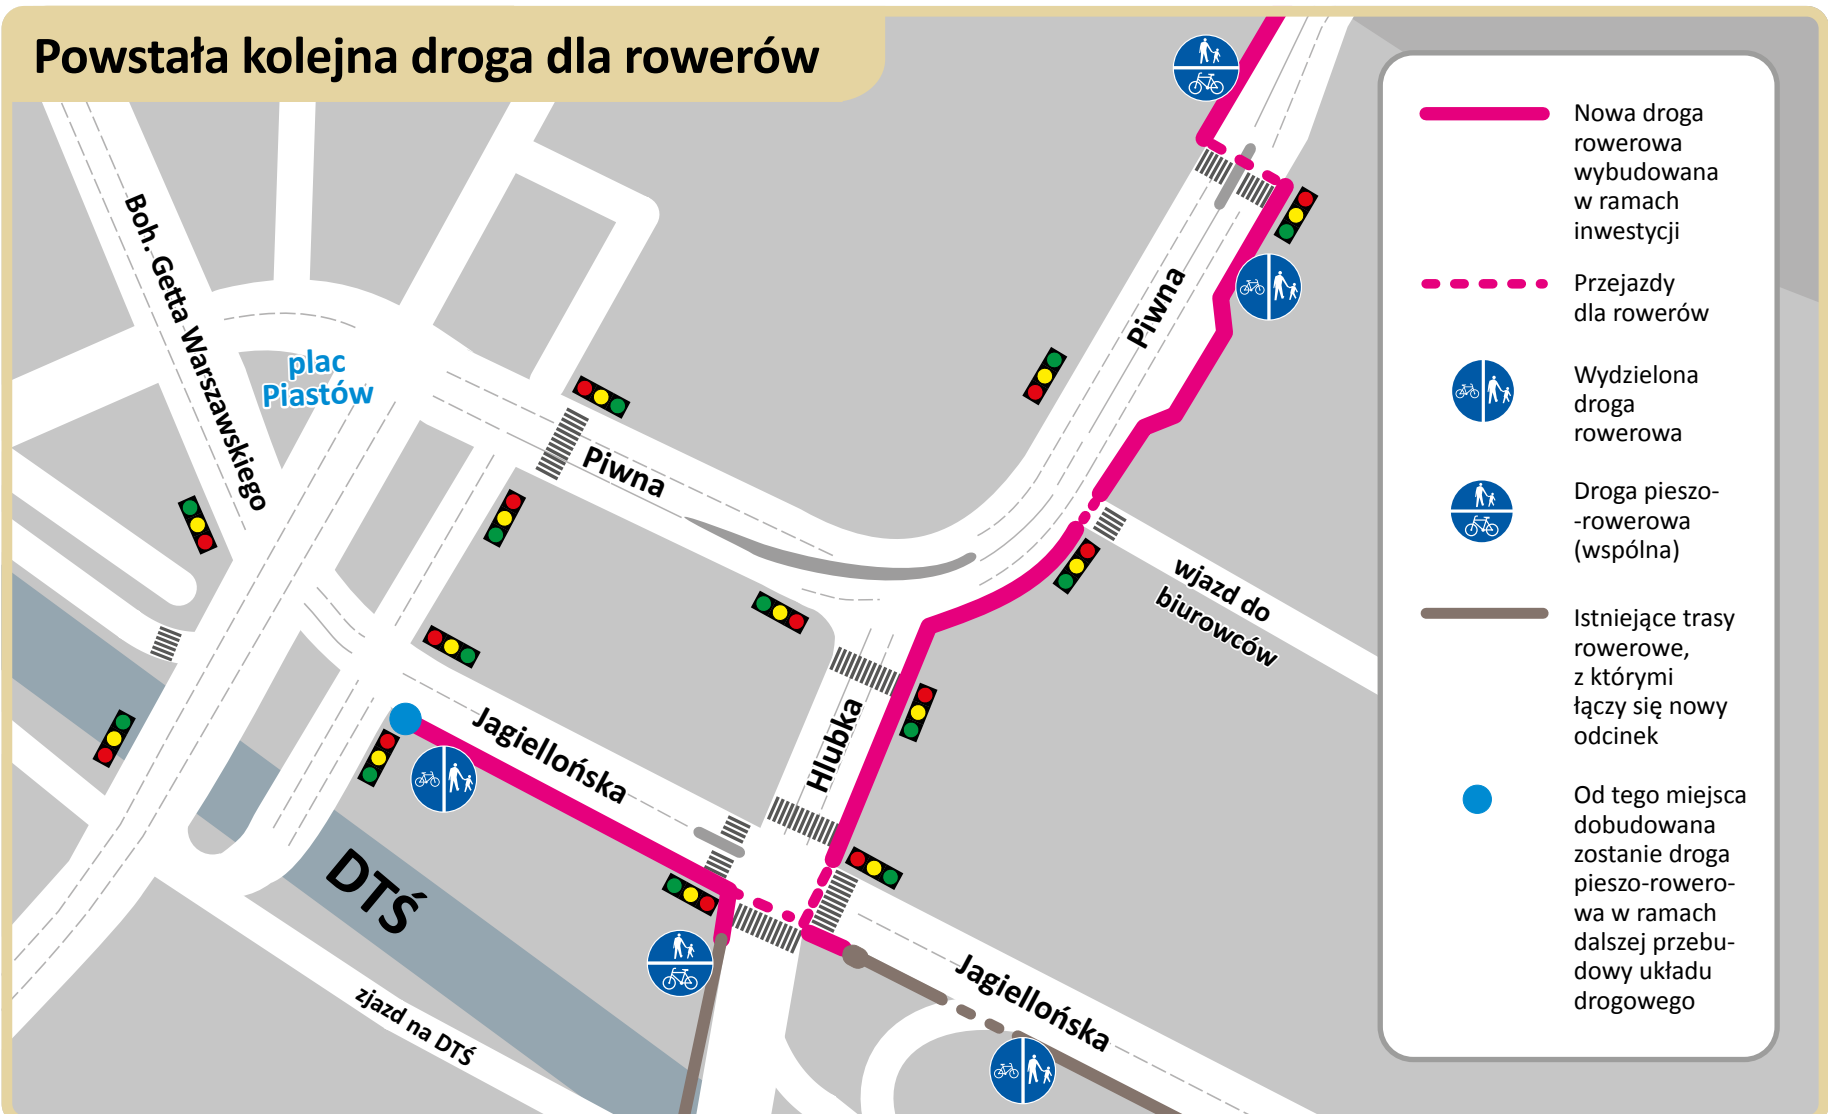 Powstała kolejna droga dla rowerów
Boh. Getta Warszawskiego
plac
Piastów
Piwna
Piwna
wjazd do
biurowców
Hlubka
Jagiellońska
DTŚ
zjazd na DTŚ
Jagiellońska
Nowa droga
rowerowa
wybudowana
w ramach
inwestycji
Przejazdy
dla rowerów
Wydzielona
droga
rowerowa
Droga pieszo-
-rowerowa
(wspólna)
Istniejące trasy
rowerowe,
z którymi
łączy się nowy
odcinek
Od tego miejsca
dobudowana
zostanie droga
pieszo-rowero-
wa w ramach
dalszej przebu-
dowy układu
drogowego